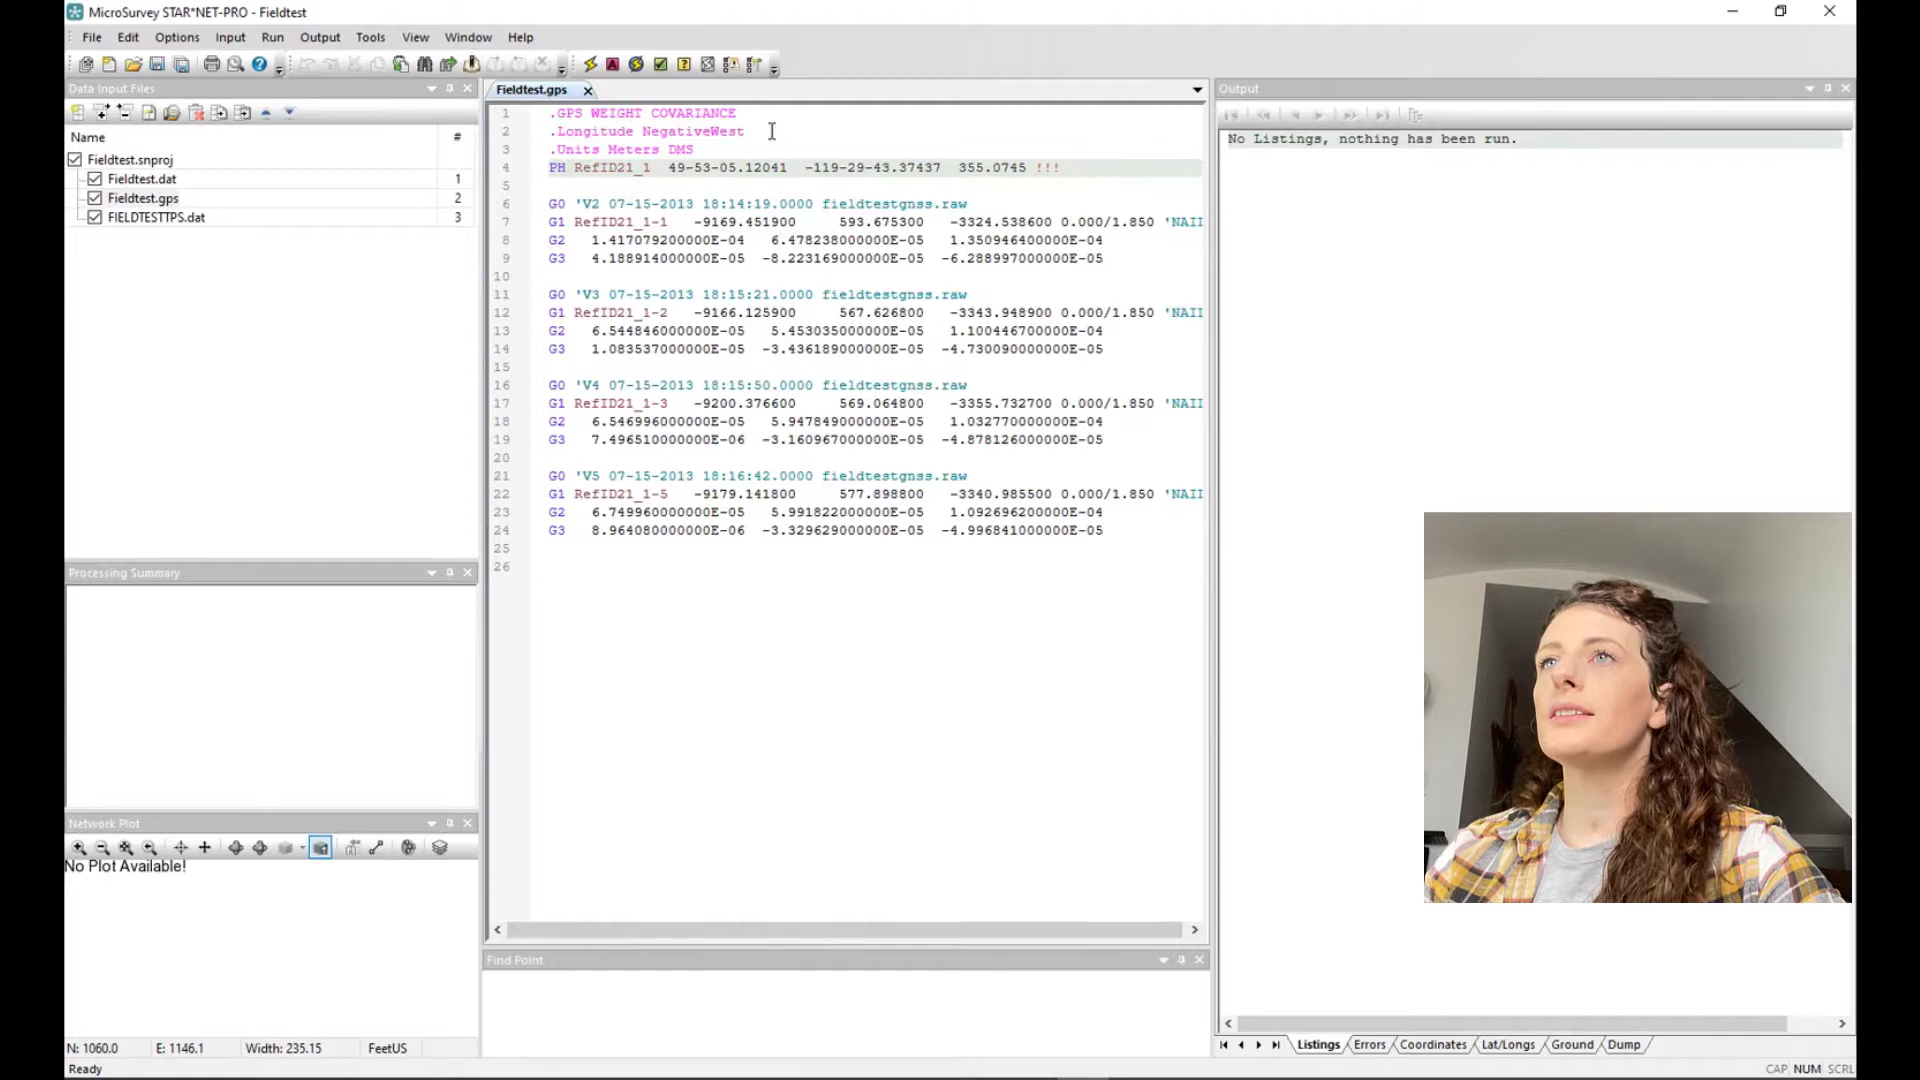 MicroSurvey STAR*NET-PRO - Fieldtest
File Edit Options Input Run Output Tools View Window Help
Data Input Files
Name #
Fieldtest.snproj
Fieldtest.dat 1
Fieldtest.gps 2
FIELDTESTTPS.dat 3
Processing Summary
Network Plot
No Plot Available!
N: 1060.0 E: 1146.1 Width: 235.15 FeetUS
Ready
Fieldtest.gps
1 .GPS WEIGHT COVARIANCE
2 .Longitude NegativeWest
3 .Units Meters DMS
4 PH RefID21_1 49-53-05.12041 -119-29-43.37437 355.0745 !!!
5
6 G0 'V2 07-15-2013 18:14:19.0000 fieldtestgnss.raw
7 G1 RefID21_1-1 -9169.451900 593.675300 -3324.538600 0.000/1.850 'NAIL
8 G2 1.417079200000E-04 6.478238000000E-05 1.350946400000E-04
9 G3 4.188914000000E-05 -8.223169000000E-05 -6.288997000000E-05
10
11 G0 'V3 07-15-2013 18:15:21.0000 fieldtestgnss.raw
12 G1 RefID21_1-2 -9166.125900 567.626800 -3343.948900 0.000/1.850 'NAIL
13 G2 6.544846000000E-05 5.453035000000E-05 1.100446700000E-04
14 G3 1.083537000000E-05 -3.436189000000E-05 -4.730090000000E-05
15
16 G0 'V4 07-15-2013 18:15:50.0000 fieldtestgnss.raw
17 G1 RefID21_1-3 -9200.376600 569.064800 -3355.732700 0.000/1.850 'NAIL
18 G2 6.546996000000E-05 5.947849000000E-05 1.032770000000E-04
19 G3 7.496510000000E-06 -3.160967000000E-05 -4.878126000000E-05
20
21 G0 'V5 07-15-2013 18:16:42.0000 fieldtestgnss.raw
22 G1 RefID21_1-5 -9179.141800 577.898800 -3340.985500 0.000/1.850 'NAIL
23 G2 6.749960000000E-05 5.991822000000E-05 1.092696200000E-04
24 G3 8.964080000000E-06 -3.329629000000E-05 -4.996841000000E-05
25
26
Find Point
Output
No Listings, nothing has been run.
Listings Errors Coordinates Lat/Longs Ground Dump
CAP NUM SCRL